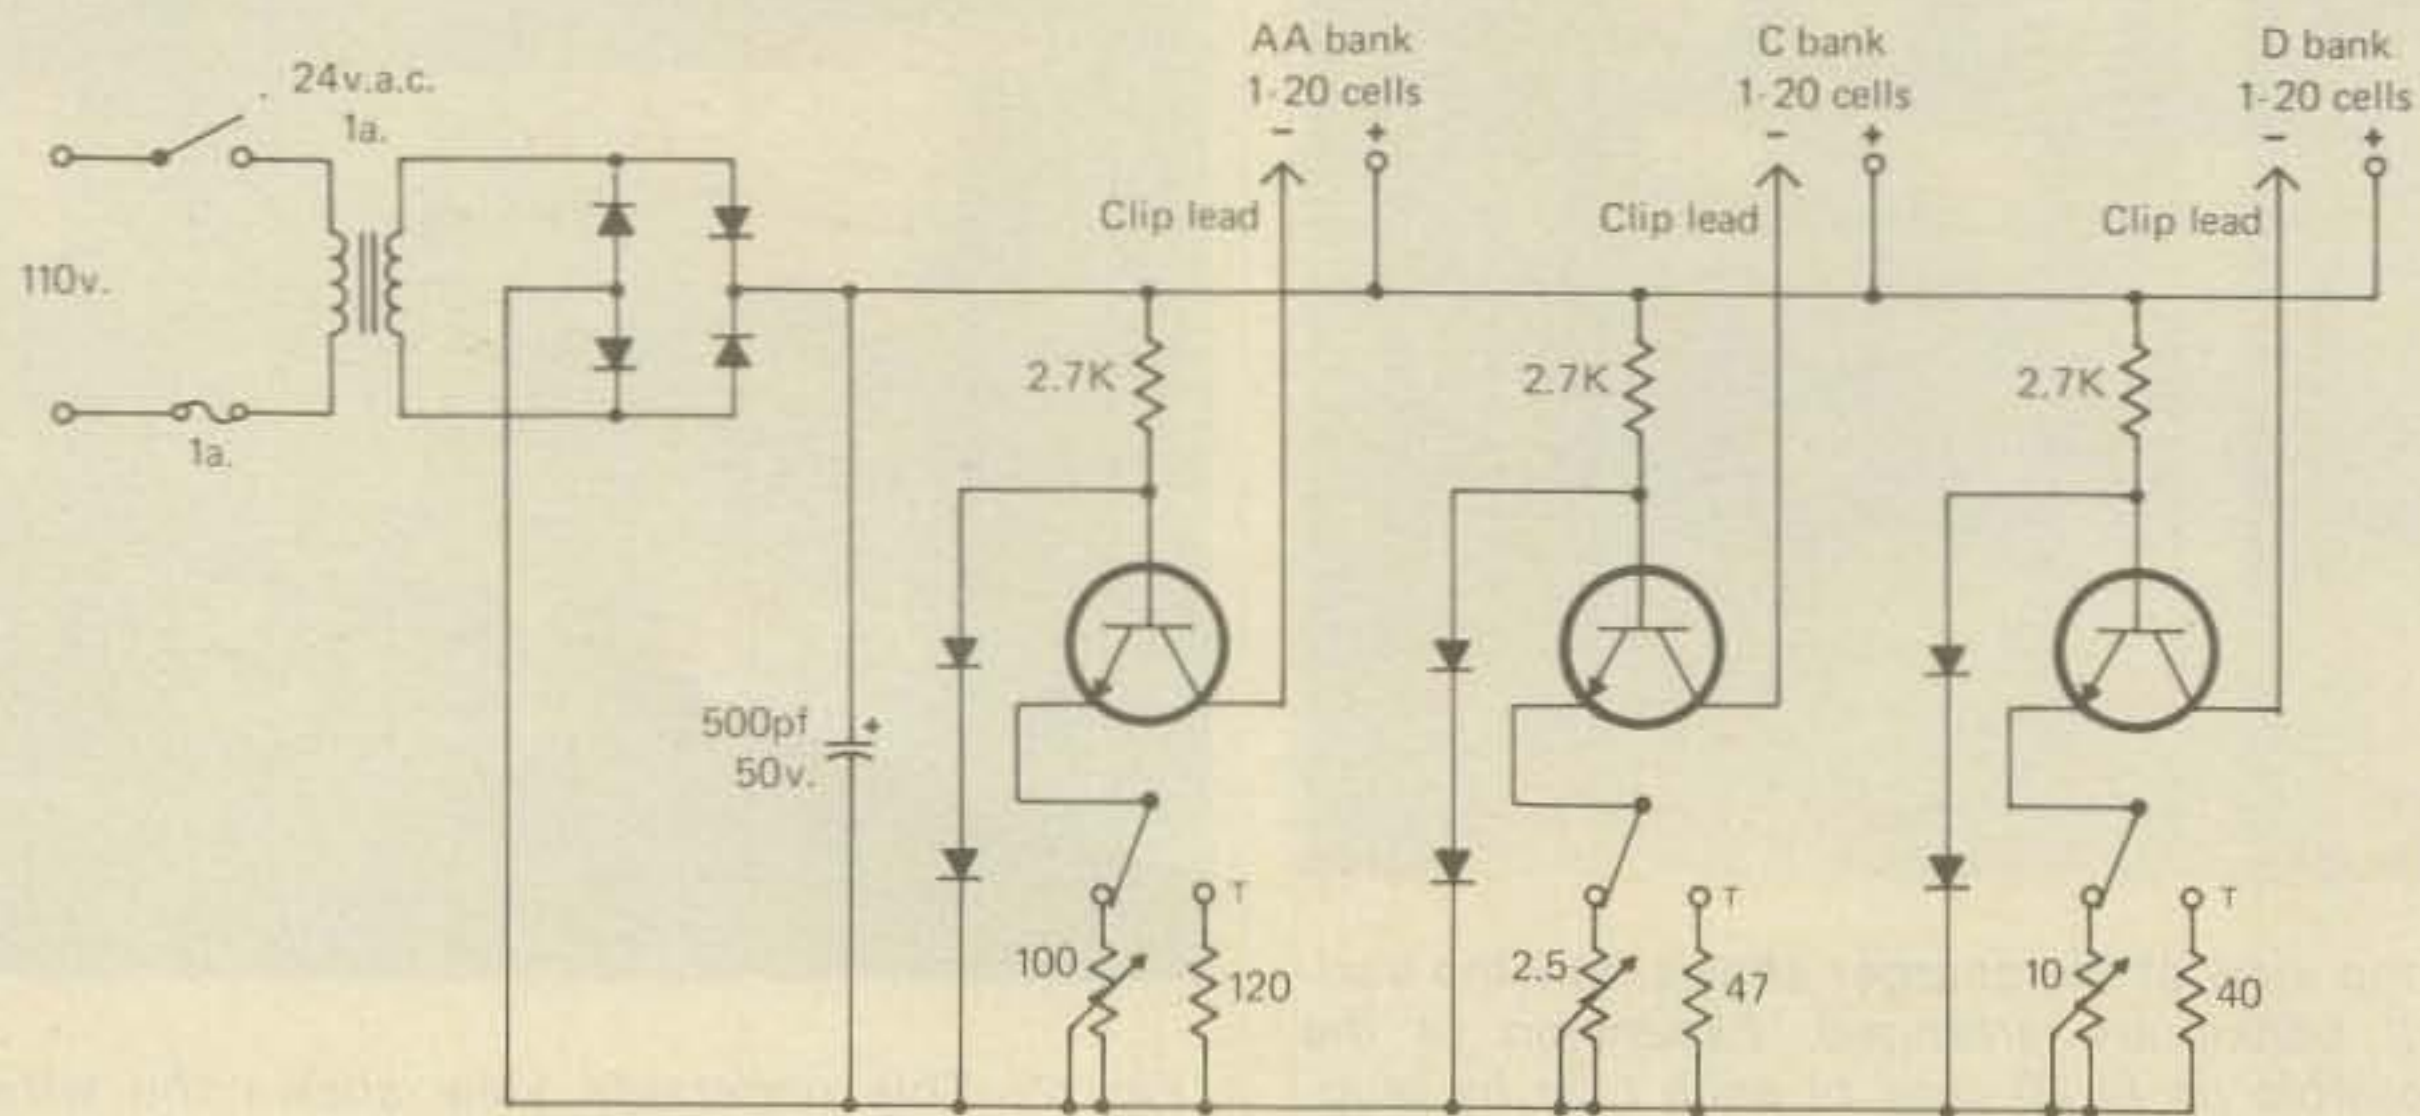 24v.a.c.
1a.
110v.
1a.
AA bank
1-20 cells
- +
Clip lead
C bank
1-20 cells
- +
Clip lead
D bank
1-20 cells
- +
Clip lead
2.7K
2.7K
2.7K
500pf +
50v.
T
100
120
T
2.5
47
T
10
40